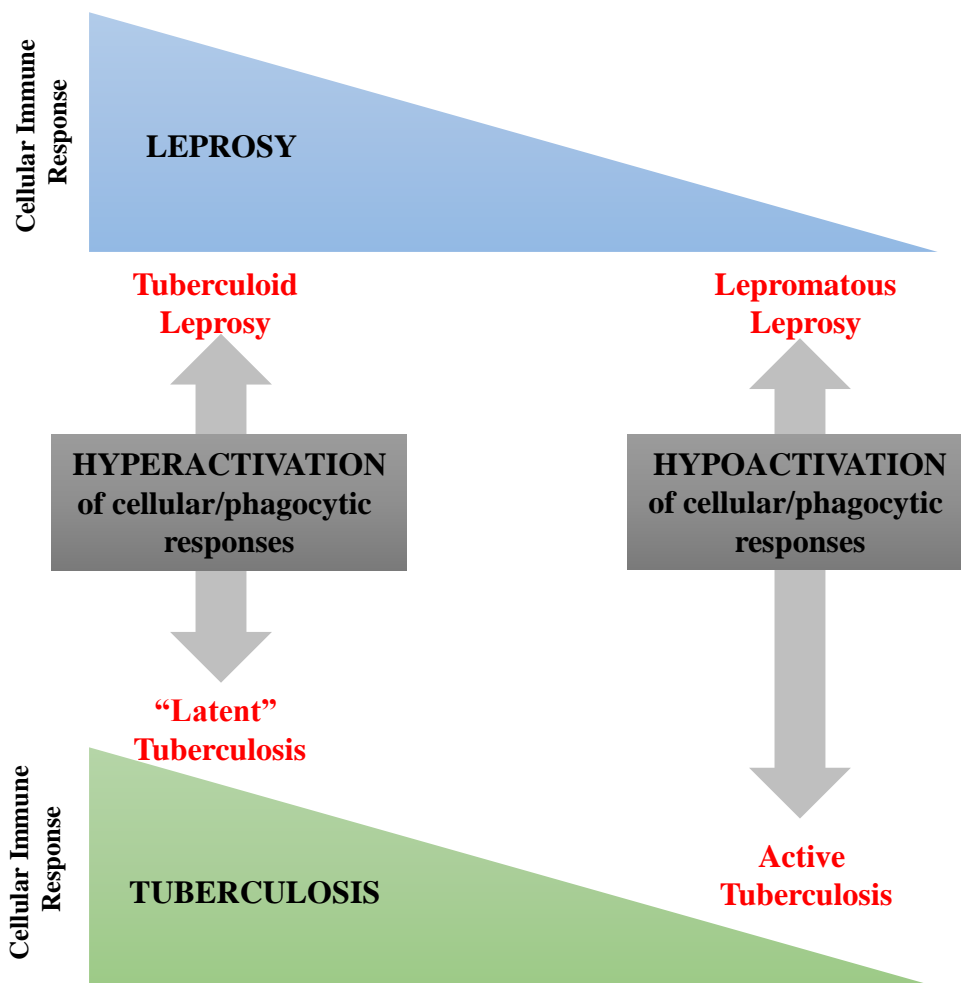 Cellular Immune
Response
LEPROSY
Tuberculoid
Leprosy
Lepromatous
Leprosy
HYPERACTIVATION
of cellular/phagocytic
responses
HYPOACTIVATION
of cellular/phagocytic
responses
“Latent”
Tuberculosis
Cellular Immune
Response
TUBERCULOSIS
Active
Tuberculosis